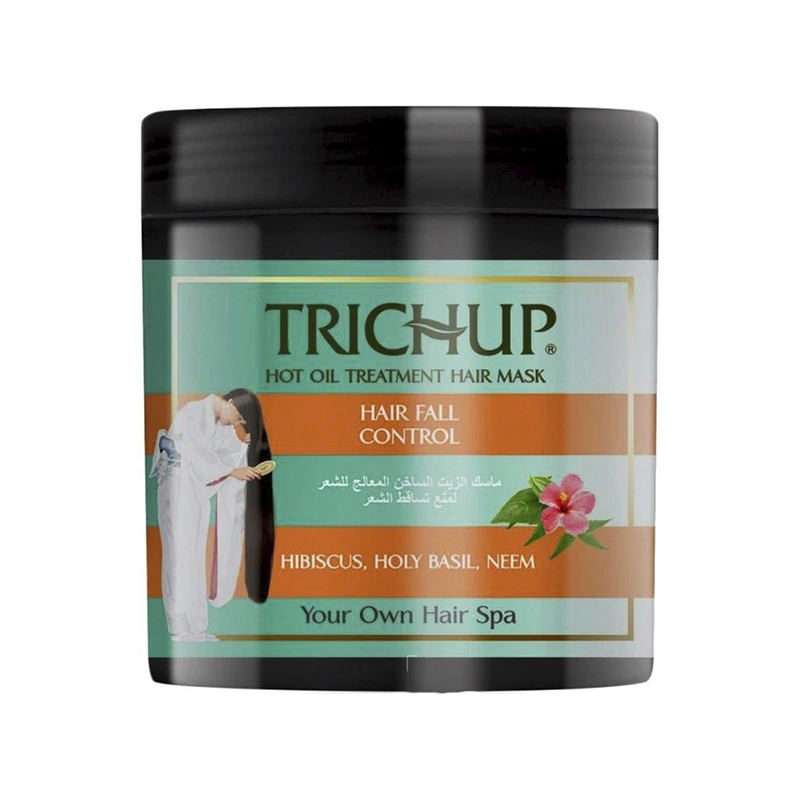 TRICHUP®
HOT OIL TREATMENT HAIR MASK
HAIR FALL
CONTROL
ماسك الزيت الساخن المعالج للشعر
لمنع تساقط الشعر
HIBISCUS, HOLY BASIL, NEEM
Your Own Hair Spa